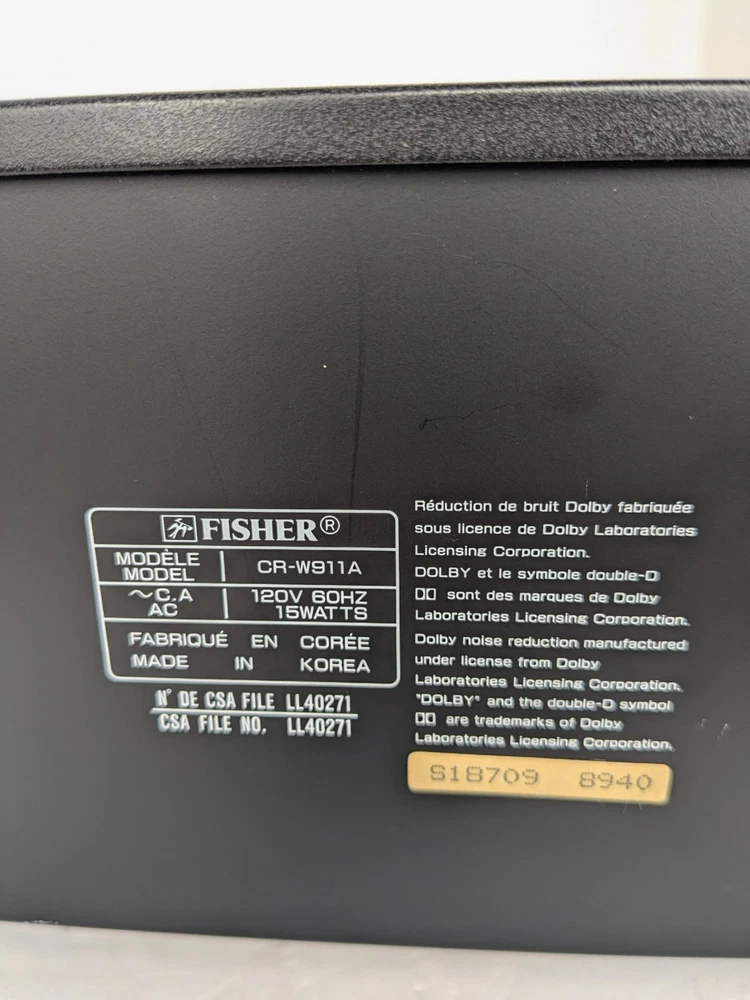 FISHER®
MODÈLE
MODEL
CR-W911A
~C.A
AC
120V 60HZ
15WATTS
FABRIQUÉ EN CORÉE
MADE IN KOREA
N° DE CSA FILE LL40271
CSA FILE NO. LL40271
Réduction de bruit Dolby fabriquée
sous licence de Dolby Laboratories
Licensing Corporation.
DOLBY et le symbole double-D
sont des marques de Dolby
Laboratories Licensing Corporation.
Dolby noise reduction manufactured
under license from Dolby
Laboratories Licensing Corporation.
"DOLBY" and the double-D symbol
are trademarks of Dolby
Laboratories Licensing Corporation.
S18709 8940